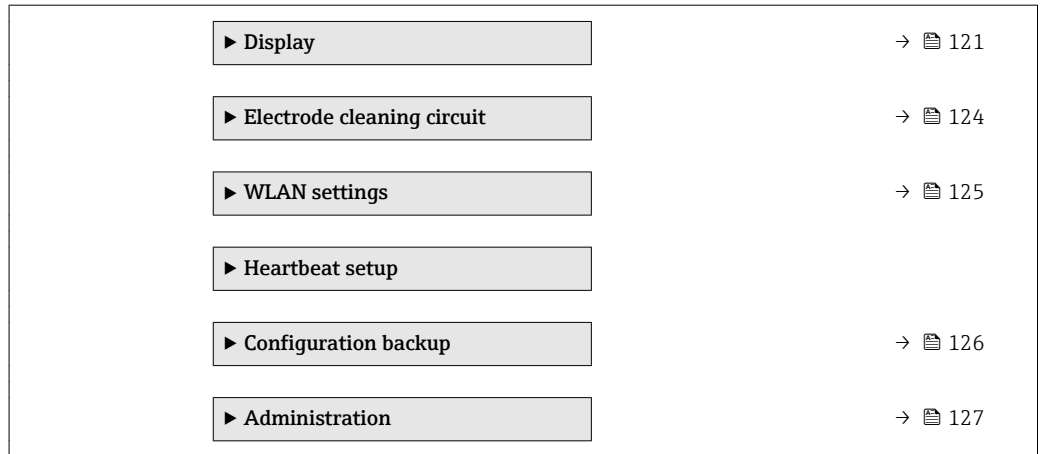 ▶ Display → 121
▶ Electrode cleaning circuit → 124
▶ WLAN settings → 125
▶ Heartbeat setup
▶ Configuration backup → 126
▶ Administration → 127